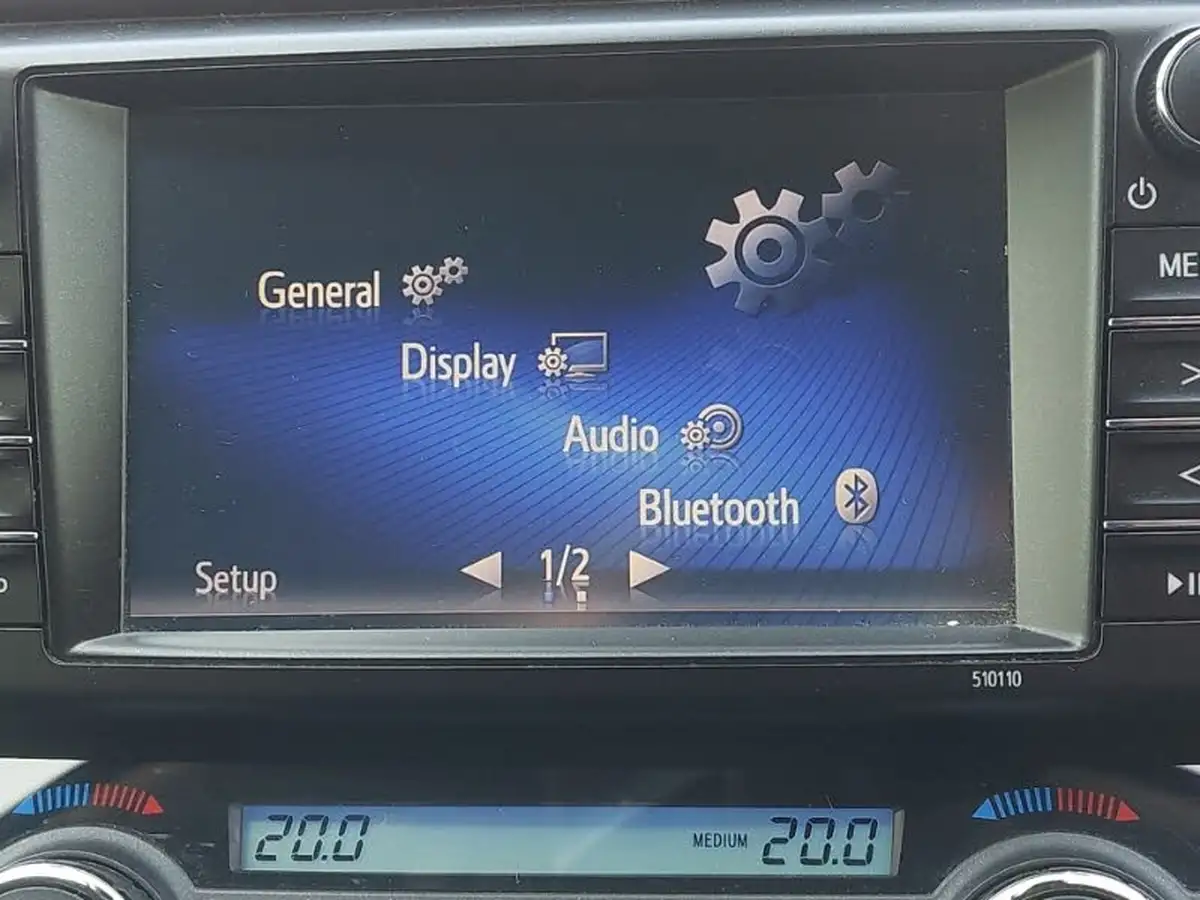 General
Display
Audio
Bluetooth
Setup
1/2
ME
510110
20.0
MEDIUM 20.0